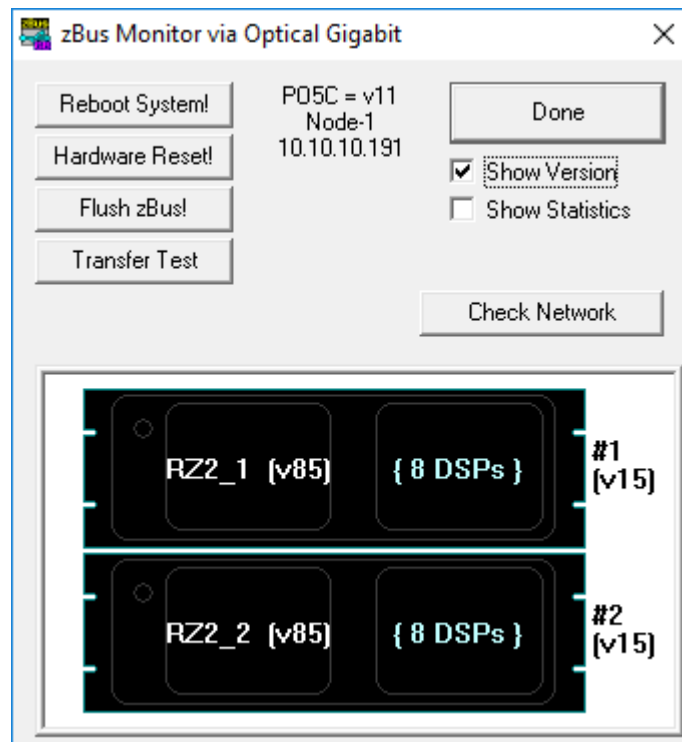 zBus Monitor via Optical Gigabit
Reboot System!
Hardware Reset!
Flush zBus!
Transfer Test
PO5C = v11
Node-1
10.10.10.191
Done
Show Version
Show Statistics
Check Network
RZ2_1 (v85) { 8 DSPs }
#1
(v15)
RZ2_2 (v85) { 8 DSPs }
#2
(v15)